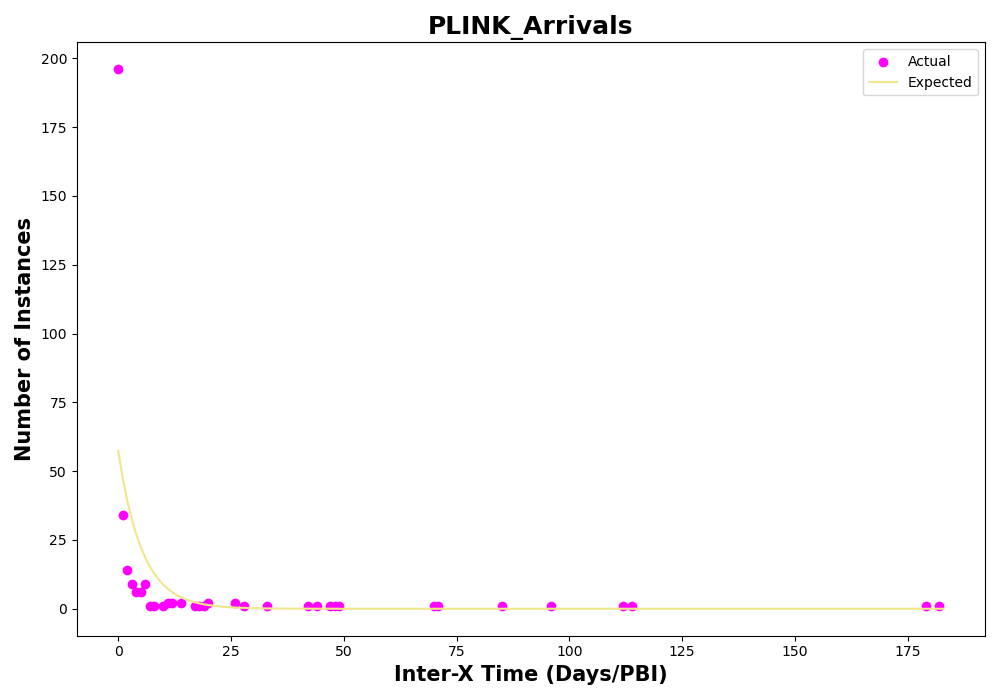 PLINK_Arrivals
Actual
Expected
Number of Instances
200
175
150
125
100
75
50
25
0
0 25 50 75 100 125 150 175
Inter-X Time (Days/PBI)